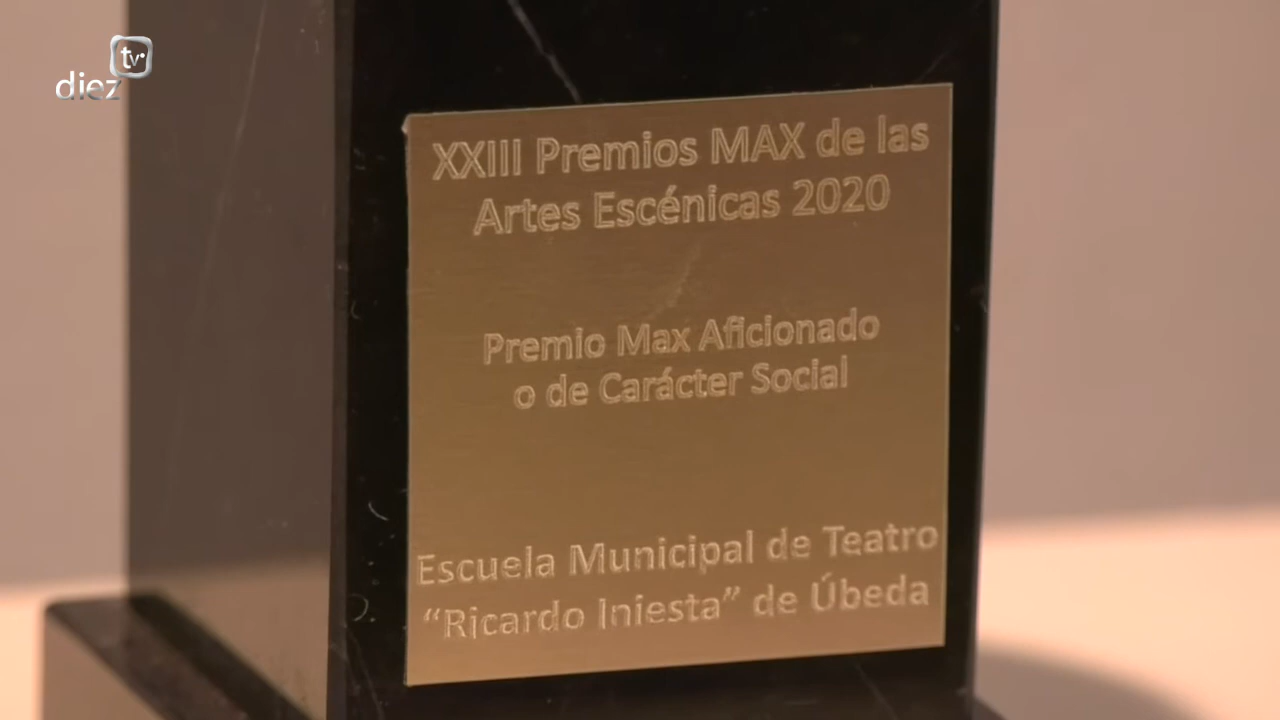 diez tv
XXIII Premios MAX de las
Artes Escénicas 2020
Premio Max Aficionado
o de Carácter Social
Escuela Municipal de Teatro
“Ricardo Iniesta” de Úbeda